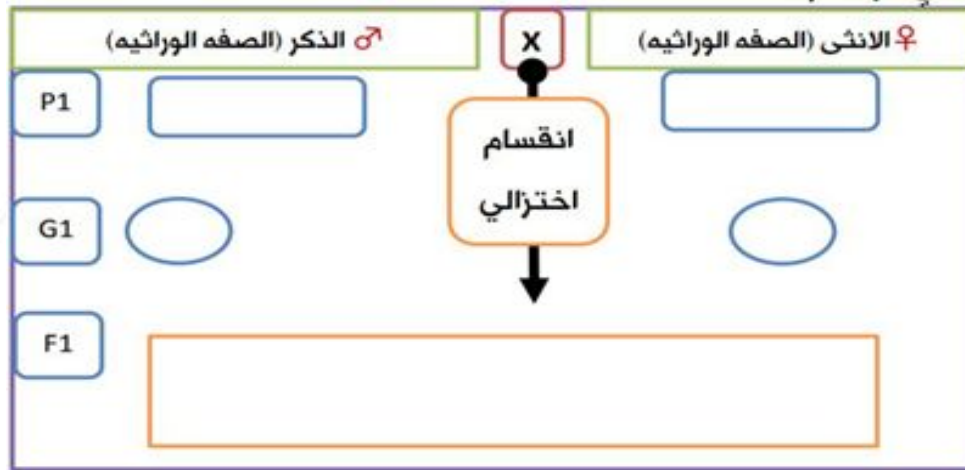 ♀ الانثى (الصفه الوراثيه)
X
♂ الذكر (الصفه الوراثيه)
P1
انقسام
اختزالي
G1
F1